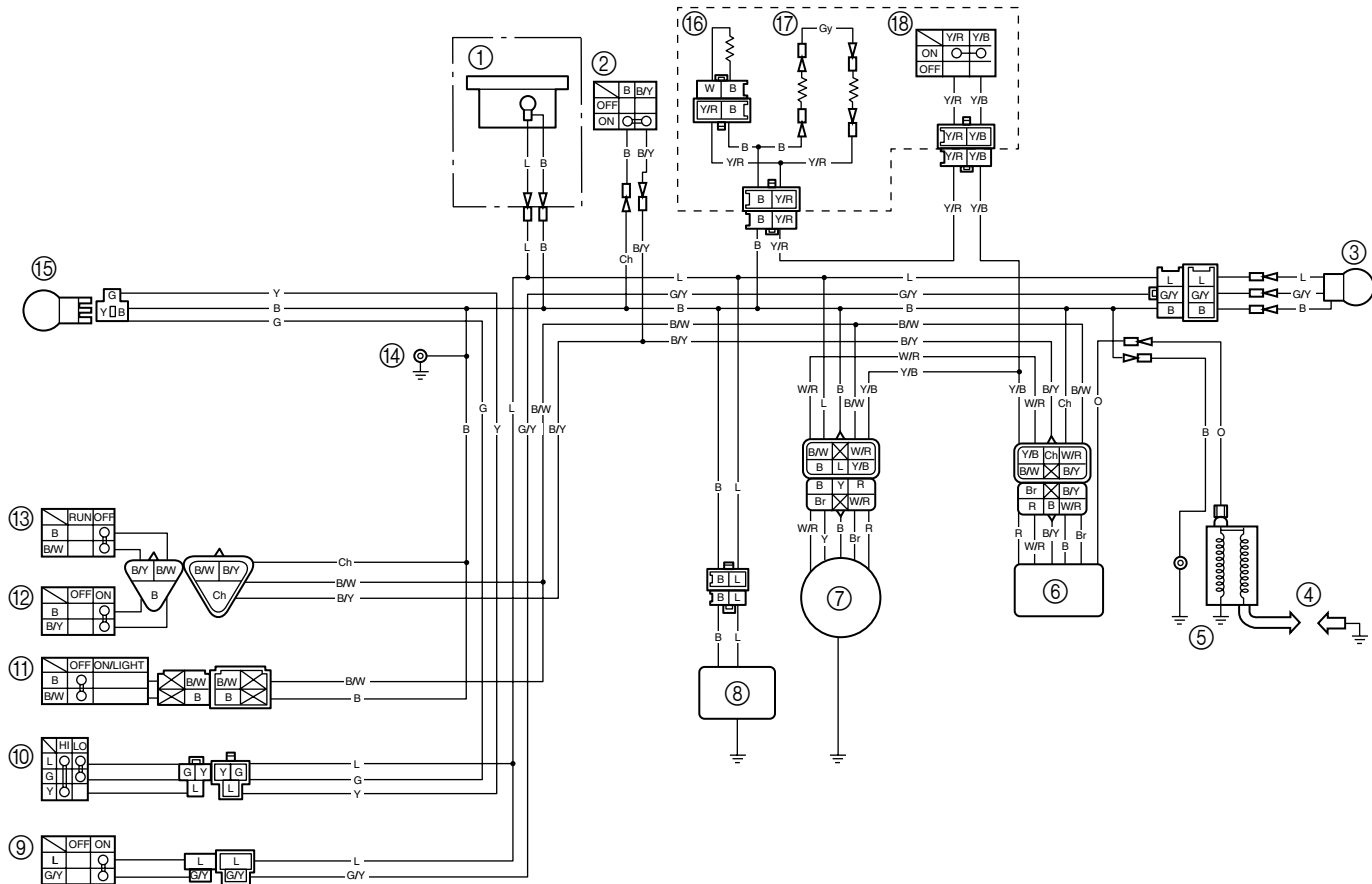 ⑯ ⑰ ⑱
Gy
Y/R Y/B
ON
OFF
① ②
B B/Y
OFF
ON
W B
Y/R B
Y/R Y/B
Y/R Y/B
Y/R Y/B
B B
Y/R Y/R
L B
B B/Y
B Y/R
B Y/R
Y/R Y/B
L B
Ch B/Y
B Y/R
⑮ ③
G
Y B
Y L L L L L
B G/Y G/Y G/Y G/Y G/Y
G B B B B B
B/W B/W
B/Y B/Y
⑭
W/R
Y/B
W/R L B B/W Y/B
Y/B W/R B/Y Ch B/W O
B G Y L G/Y B/W B/Y
B O
B/W W/R
B L Y/B
B Y R
Br W/R
Y/B Ch W/R
B/W B/Y
Br B/Y
R B W/R
B L
W/R Y B Br R
R W/R B/Y B Br
⑬
RUN OFF
B
B/W
B/Y B/W
B
B/W B/Y
Ch
Ch
B/W
B/Y
⑫
OFF ON
B
B/Y
B L
B L
⑦ ⑥ ④
⑤
B L
⑪
OFF ON/LIGHT
B
B/W
B/W
B
B/W
B
B/W
B
⑧
⑩
HI LO
L
G
Y
G Y
L
Y G
L
L
G
Y
⑨
OFF ON
L
G/Y
L
G/Y
L
G/Y
L
G/Y